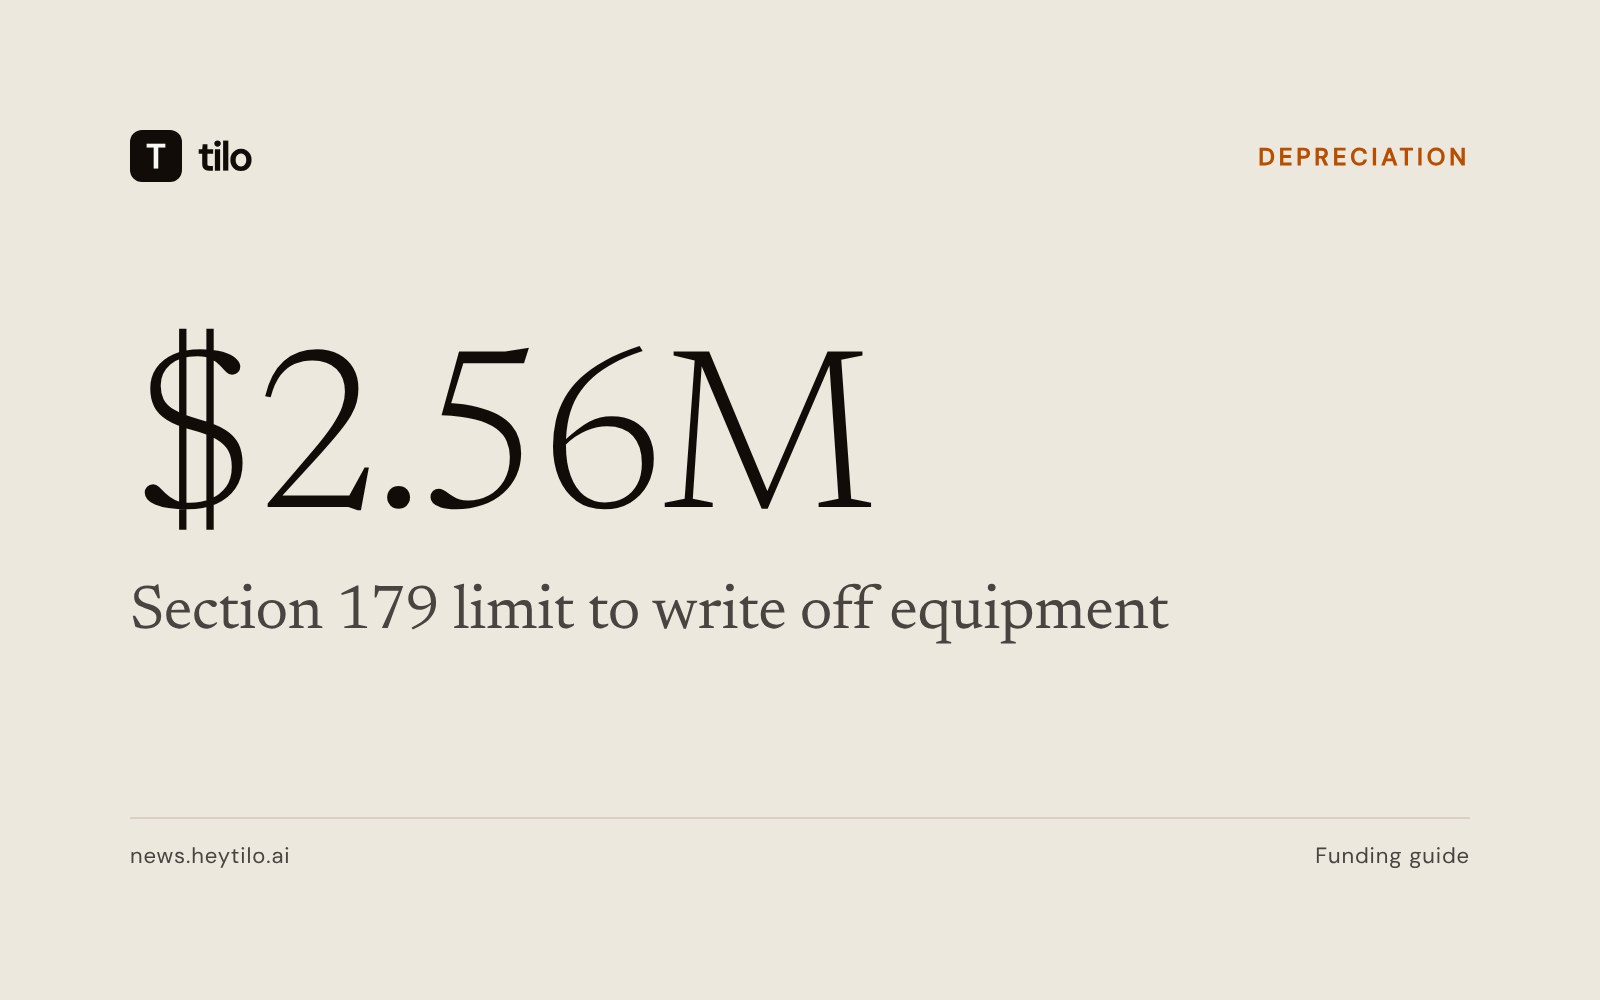 T tilo
DEPRECIATION
$2.56M
Section 179 limit to write off equipment
news.heytilo.ai
Funding guide